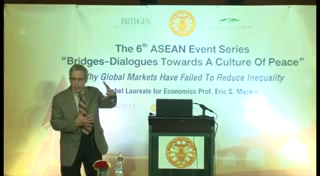 BRIDGES
The 6th ASEAN Event Series
"Bridges–Dialogues Towards A Culture Of Peace"
Why Global Markets Have Failed To Reduce Inequality
Nobel Laureate for Economics Prof. Eric S. Maskin